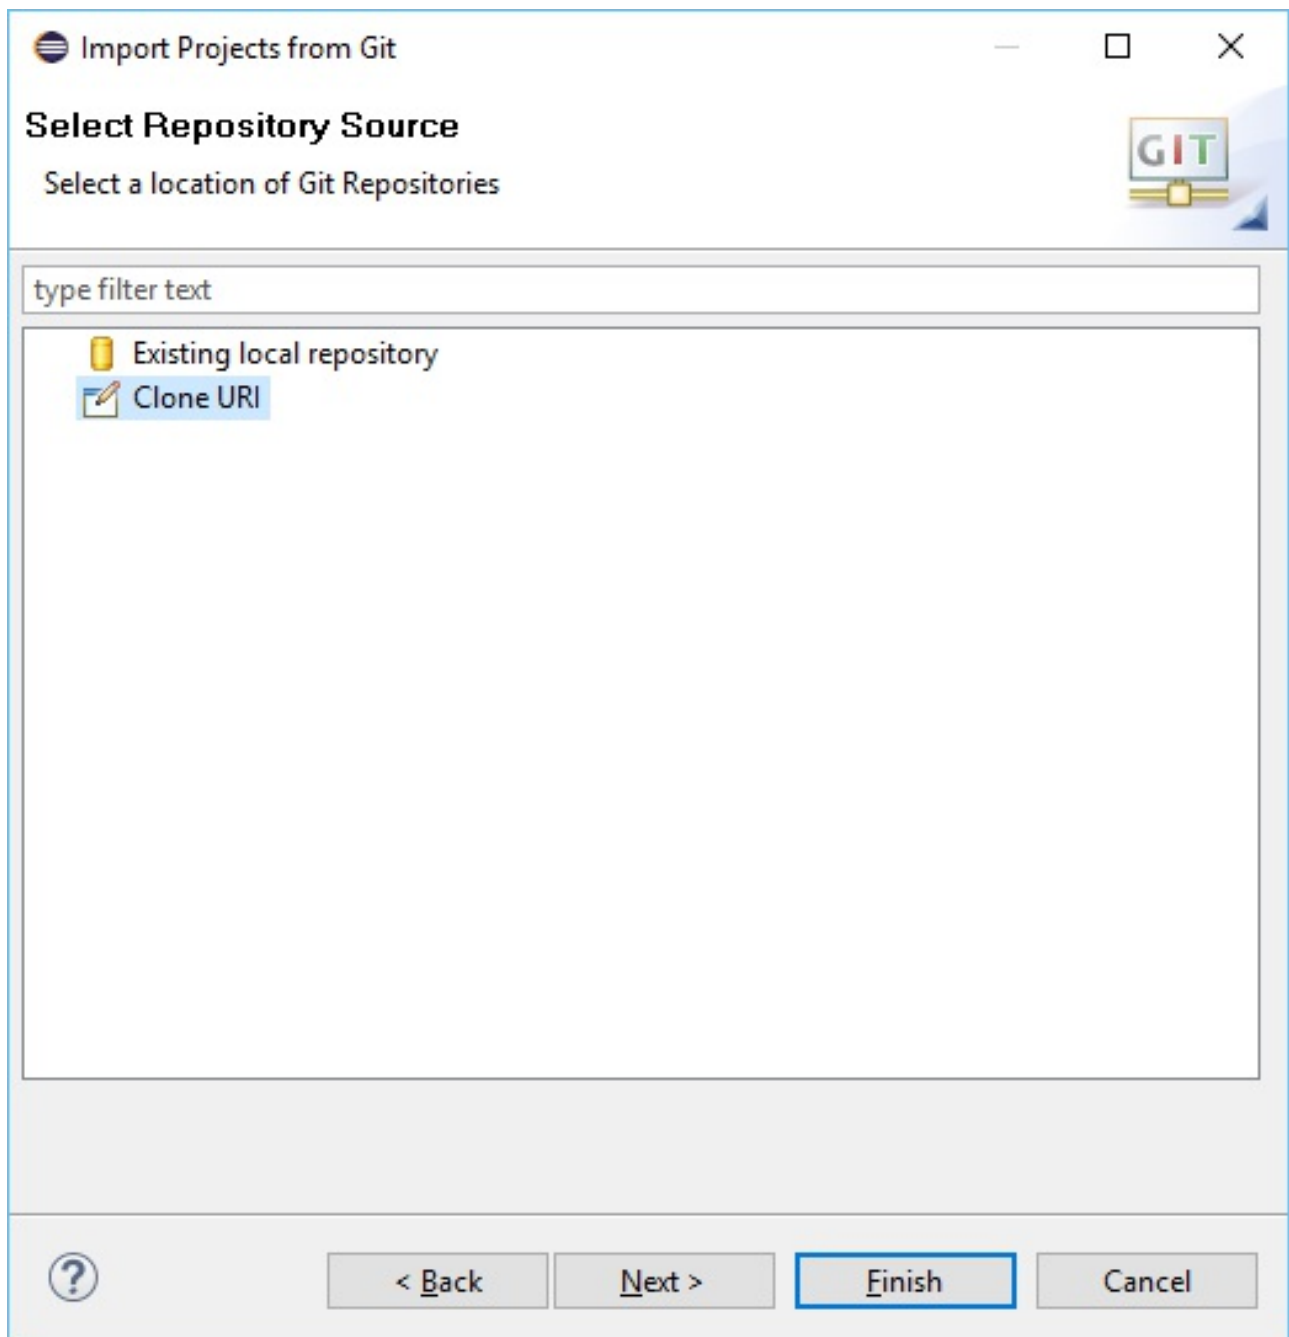 Import Projects from Git
Select Repository Source
Select a location of Git Repositories
GIT
type filter text
Existing local repository
Clone URI
?
< Back
Next >
Finish
Cancel